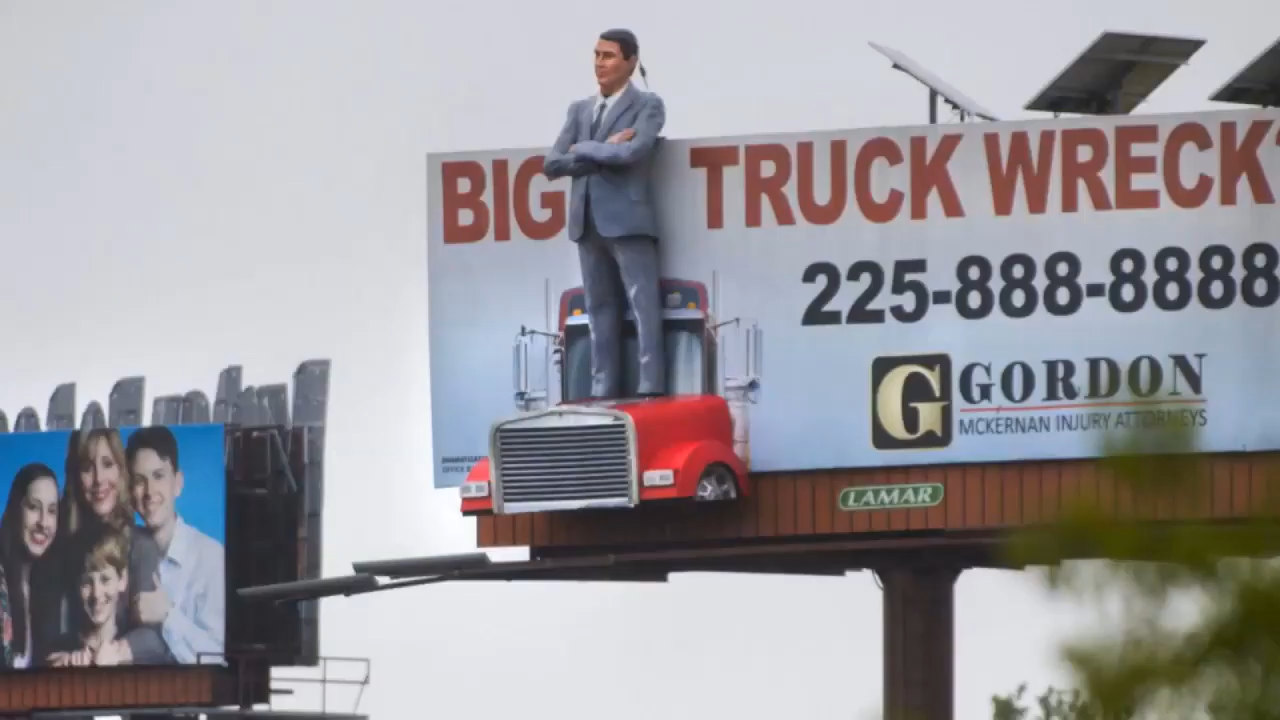 BIG TRUCK WRECK?
225-888-8888
G GORDON
MCKERNAN INJURY ATTORNEYS
LAMAR